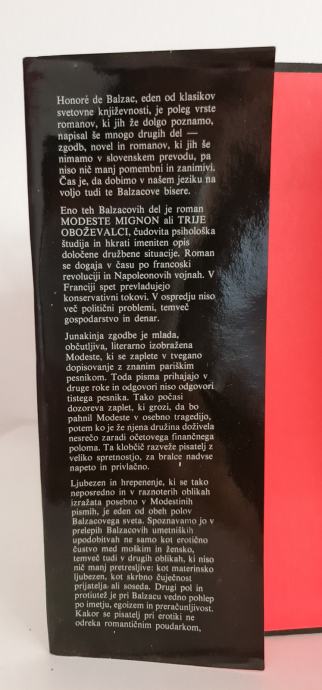 Honoré de Balzac, eden od klasikov
svetovne književnosti, je poleg vrste
romanov, ki jih že dolgo poznamo,
napisal še mnogo drugih del —
zgodb, novel in romanov, ki jih še
nimamo v slovenskem prevodu, pa
niso nič manj pomembni in zanimivi.
Čas je, da dobimo v našem jeziku na
voljo tudi te Balzacove bisere.
Eno teh Balzacovih del je roman
MODESTE MIGNON ali TRIJE
OBOŽEVALCI, čudovita psihološka
študija in hkrati imeniten opis
določene družbene situacije. Roman
se dogaja v času po francoski
revoluciji in Napoleonovih vojnah. V
Franciji spet prevladujejo
konservativni tokovi. V ospredju niso
več politični problemi, temveč
gospodarstvo in denar.
Junakinja zgodbe je mlada,
občutljiva, literarno izobražena
Modeste, ki se zaplete v tvegano
dopisovanje z znanim pariškim
pesnikom. Toda pisma prihajajo v
druge roke in odgovori niso odgovori
tistega pesnika. Tako počasi
dozoreva zaplet, ki grozi, da bo
pahnil Modeste v osebno tragedijo,
potem ko je že njena družina doživela
nesrečo zaradi očetovega finančnega
poloma. Ta klobčič razveže pisatelj z
veliko spretnostjo, za bralce nadvse
napeto in privlačno.
Ljubezen in hrepenenje, ki se tako
neposredno in v raznoterih oblikah
izražata posebno v Modestinih
pismih, je eden od obeh polov
Balzacovega sveta. Spoznavamo jo v
prelepih Balzacovih umetniških
upodobitvah ne samo kot erotično
čustvo med moškim in žensko,
temveč tudi v drugih oblikah, ki niso
nič manj pretresljive: kot materinsko
ljubezen, kot skrbno čuječnost
prijatelja ali soseda. Drugi pol in
protiutež je pri Balzacu vedno pohlep
po imetju, egoizem in preračunljivost.
Kakor se pisatelj pri erotiki ne
odreka romantičnim poudarkom,